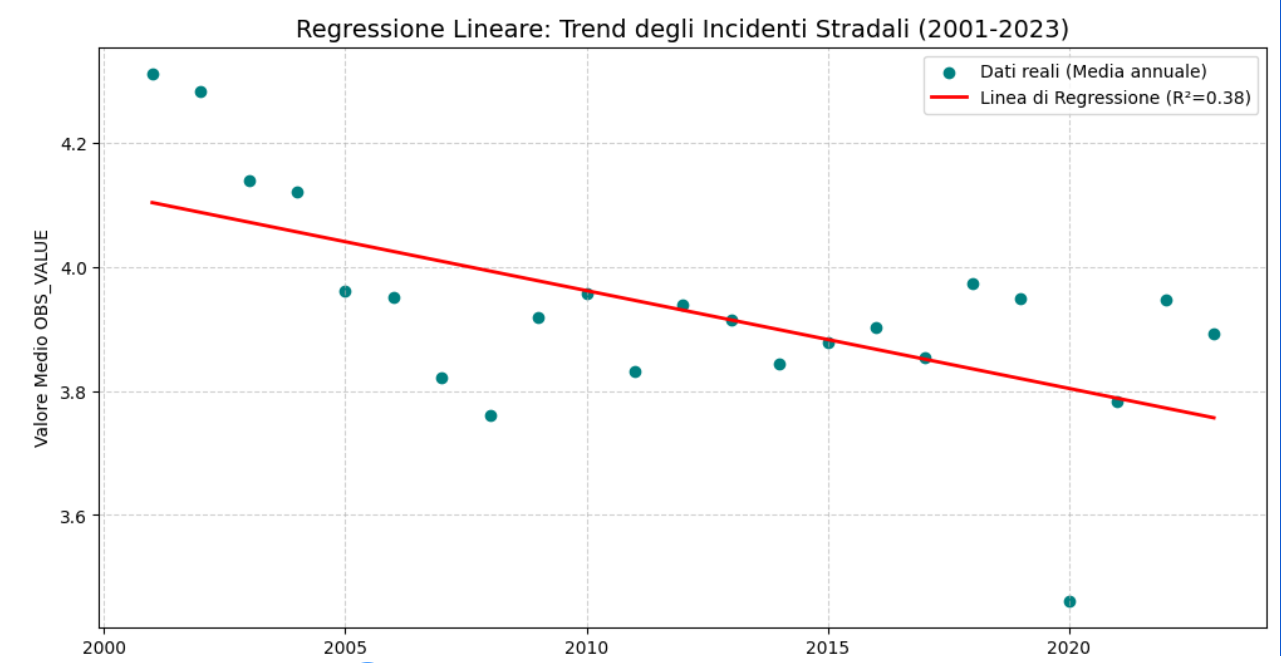 Regressione Lineare: Trend degli Incidenti Stradali (2001-2023)
Dati reali (Media annuale)
Linea di Regressione (R²=0.38)
Valore Medio OBS_VALUE
4.2
4.0
3.8
3.6
2000
2005
2010
2015
2020